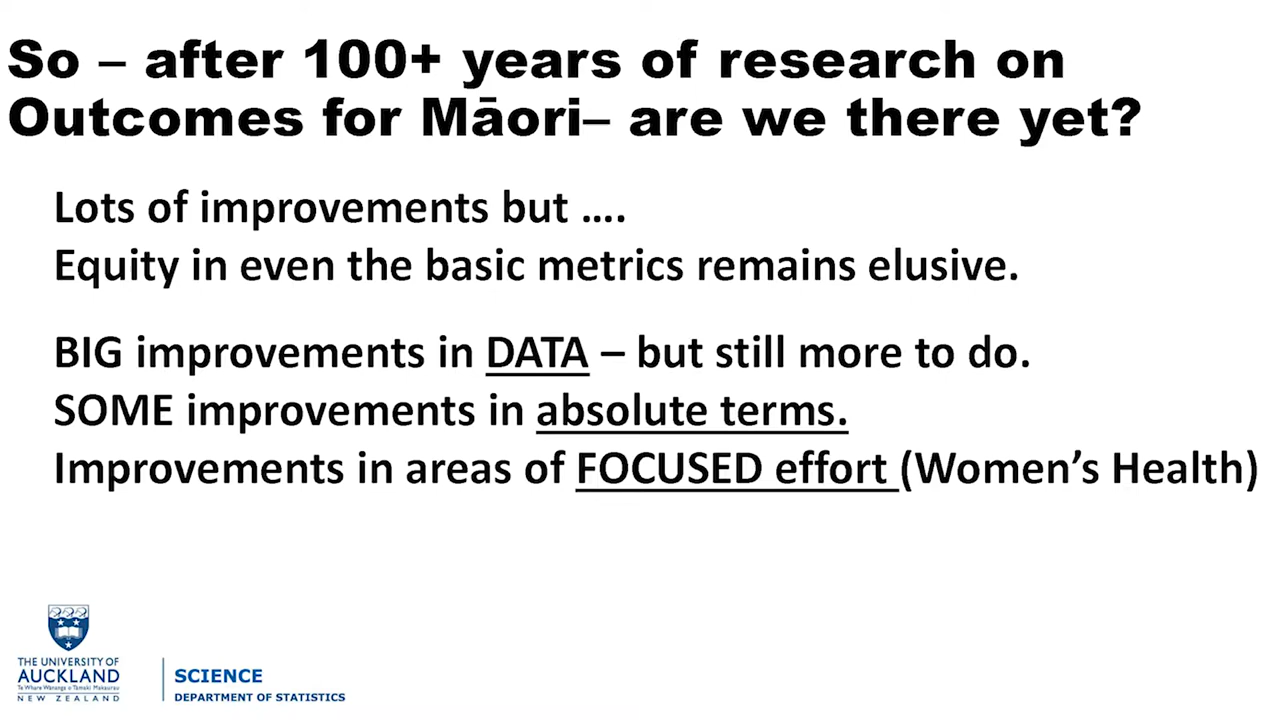 So – after 100+ years of research on
Outcomes for Māori– are we there yet?
Lots of improvements but ....
Equity in even the basic metrics remains elusive.
BIG improvements in DATA – but still more to do.
SOME improvements in absolute terms.
Improvements in areas of FOCUSED effort (Women’s Health)
THE UNIVERSITY OF
AUCKLAND
Te Whare Wānanga o Tāmaki Makaurau
NEW ZEALAND
SCIENCE
DEPARTMENT OF STATISTICS